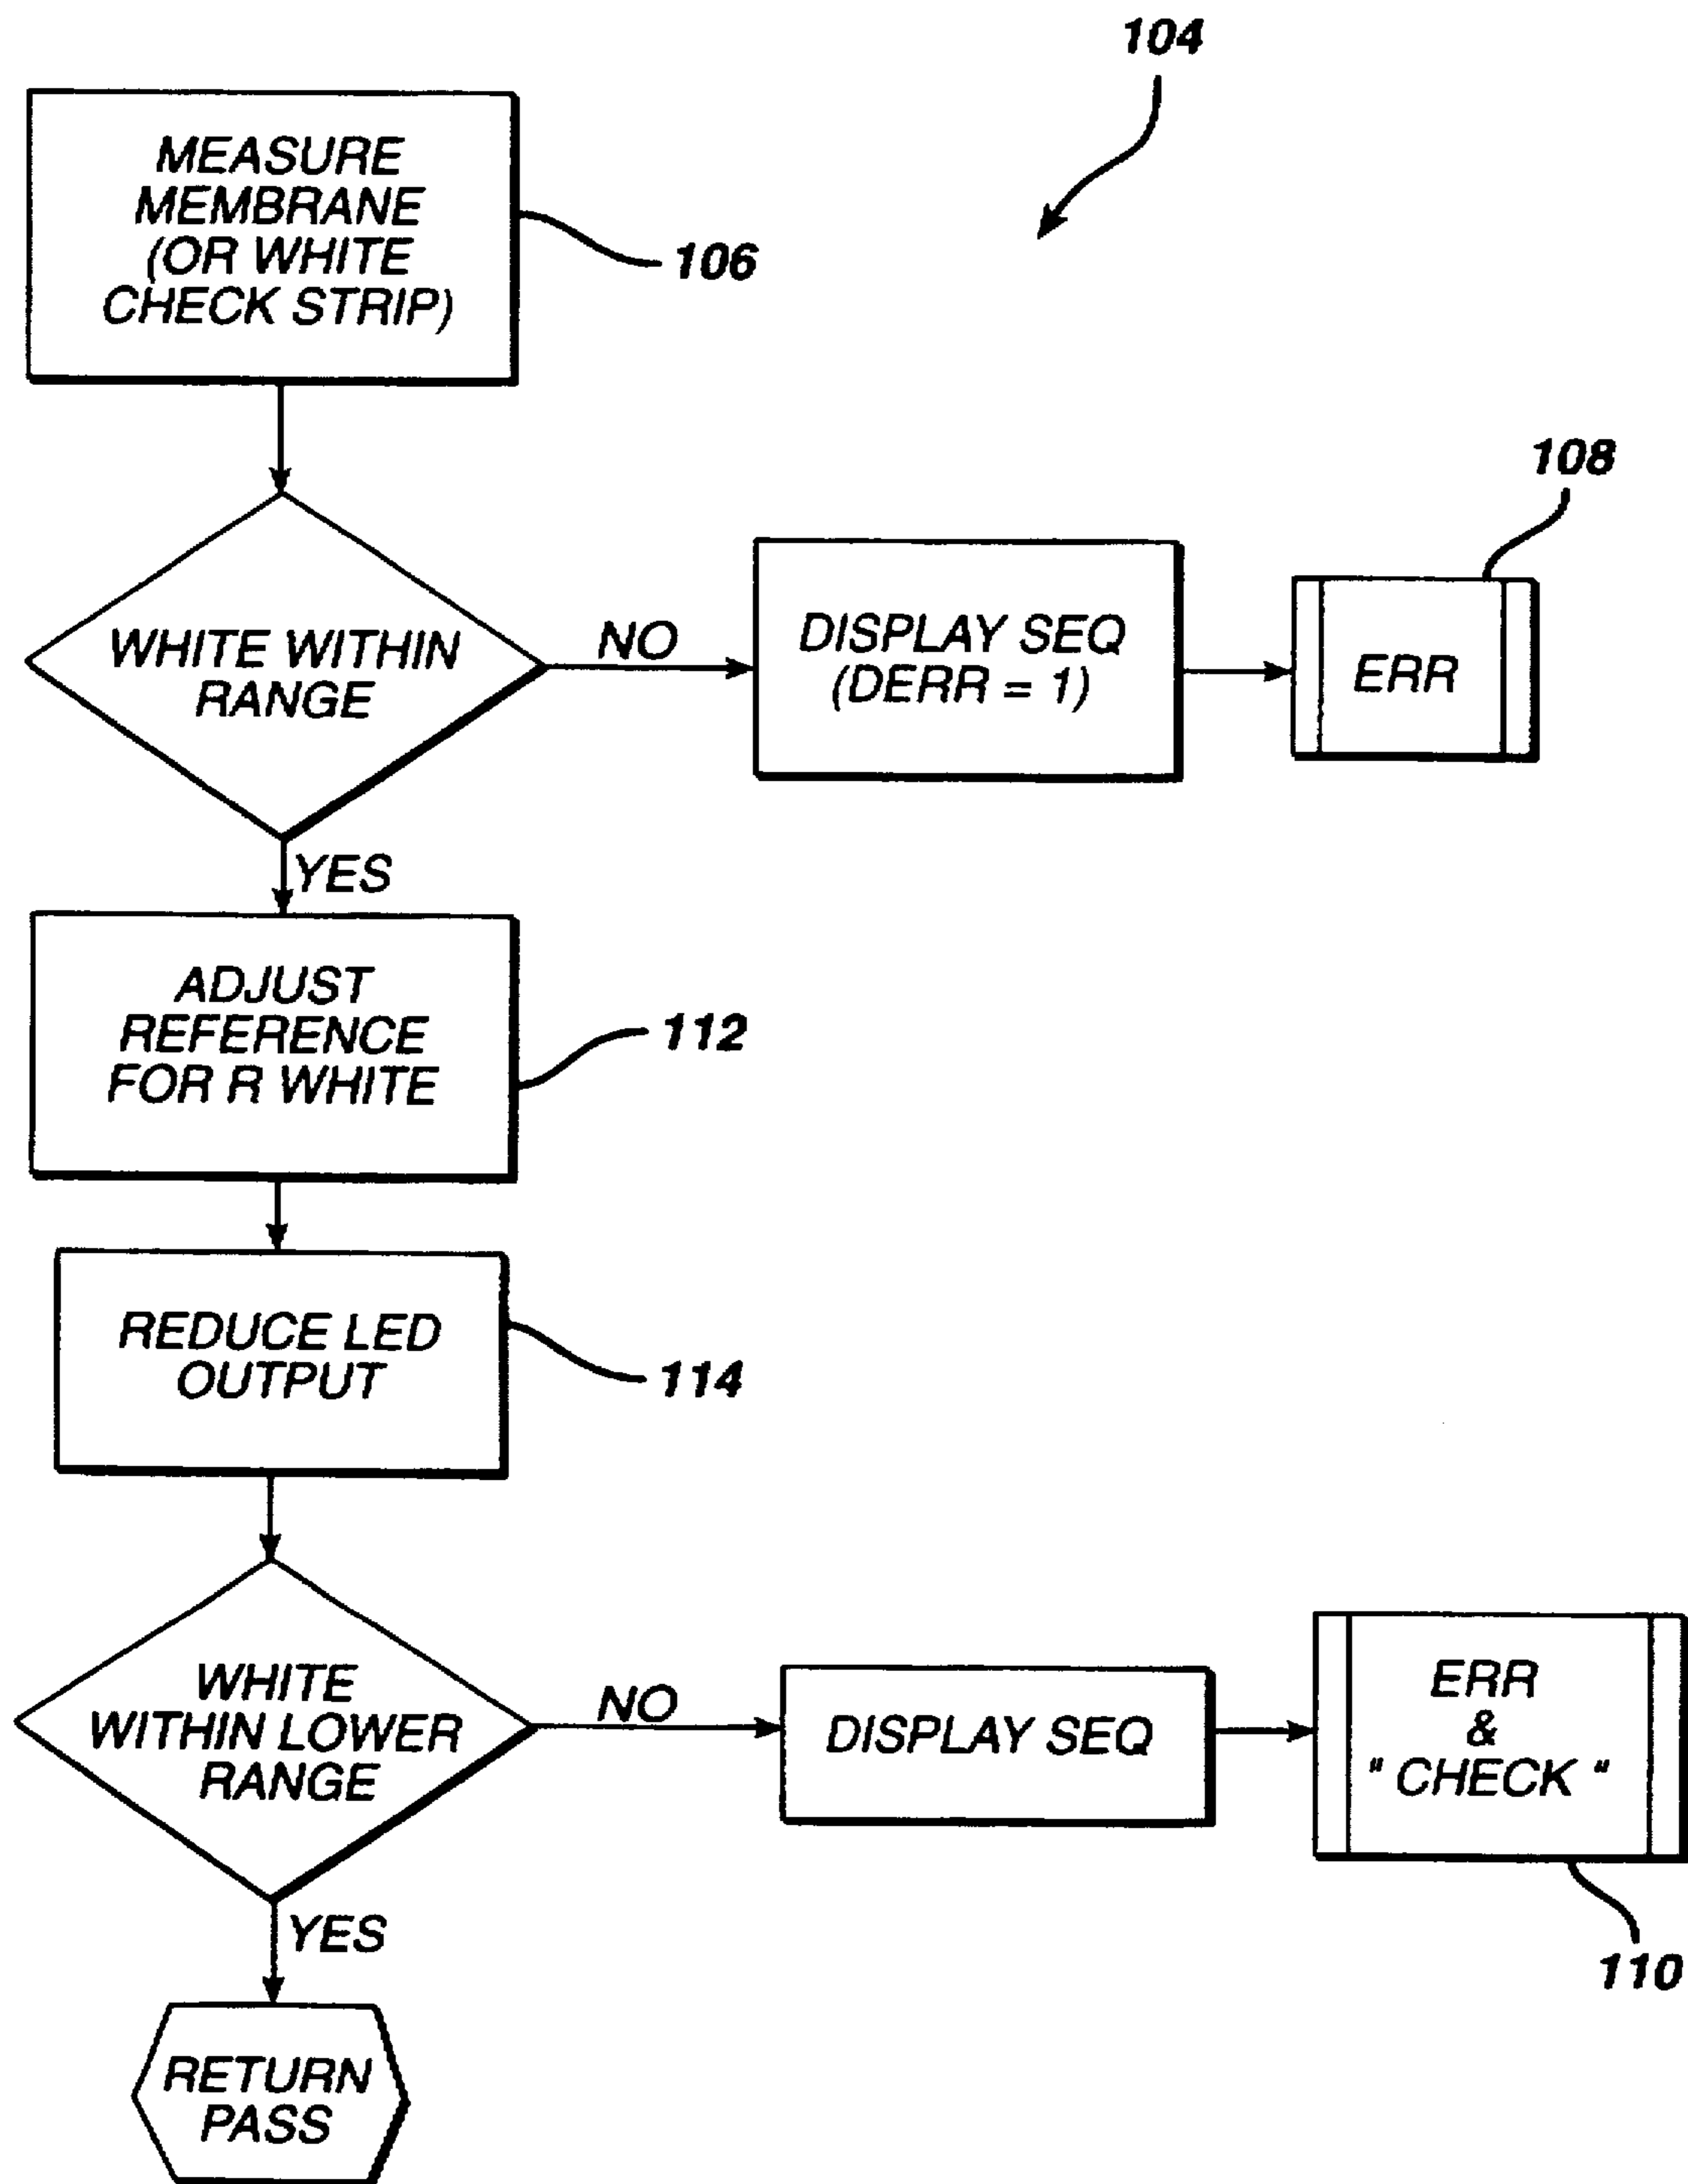 104
MEASURE
MEMBRANE
(OR WHITE
CHECK STRIP)
106
108
WHITE WITHIN
RANGE
NO
DISPLAY SEQ
(DERR = 1)
ERR
YES
ADJUST
REFERENCE
FOR R WHITE
112
REDUCE LED
OUTPUT
114
WHITE
WITHIN LOWER
RANGE
NO
DISPLAY SEQ
ERR
&
" CHECK "
110
YES
RETURN
PASS